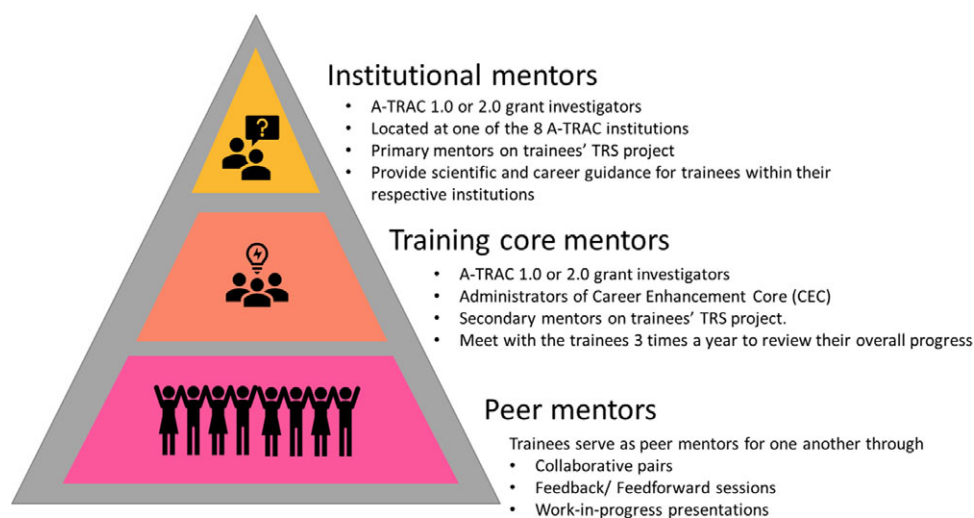 ?
Institutional mentors
• A-TRAC 1.0 or 2.0 grant investigators
• Located at one of the 8 A-TRAC institutions
• Primary mentors on trainees’ TRS project
• Provide scientific and career guidance for trainees within their
respective institutions
Training core mentors
• A-TRAC 1.0 or 2.0 grant investigators
• Administrators of Career Enhancement Core (CEC)
• Secondary mentors on trainees’ TRS project.
• Meet with the trainees 3 times a year to review their overall progress
Peer mentors
Trainees serve as peer mentors for one another through
• Collaborative pairs
• Feedback/ Feedforward sessions
• Work-in-progress presentations